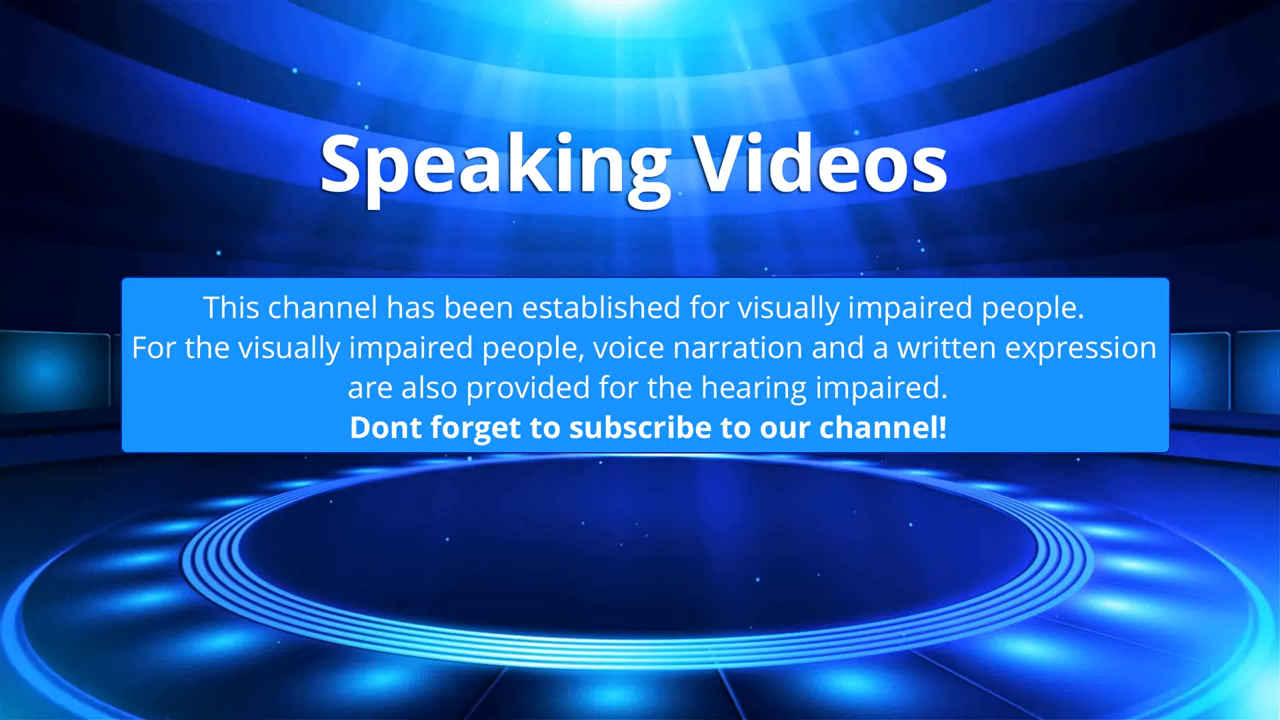 Speaking Videos
This channel has been established for visually impaired people.
For the visually impaired people, voice narration and a written expression
are also provided for the hearing impaired.
Dont forget to subscribe to our channel!